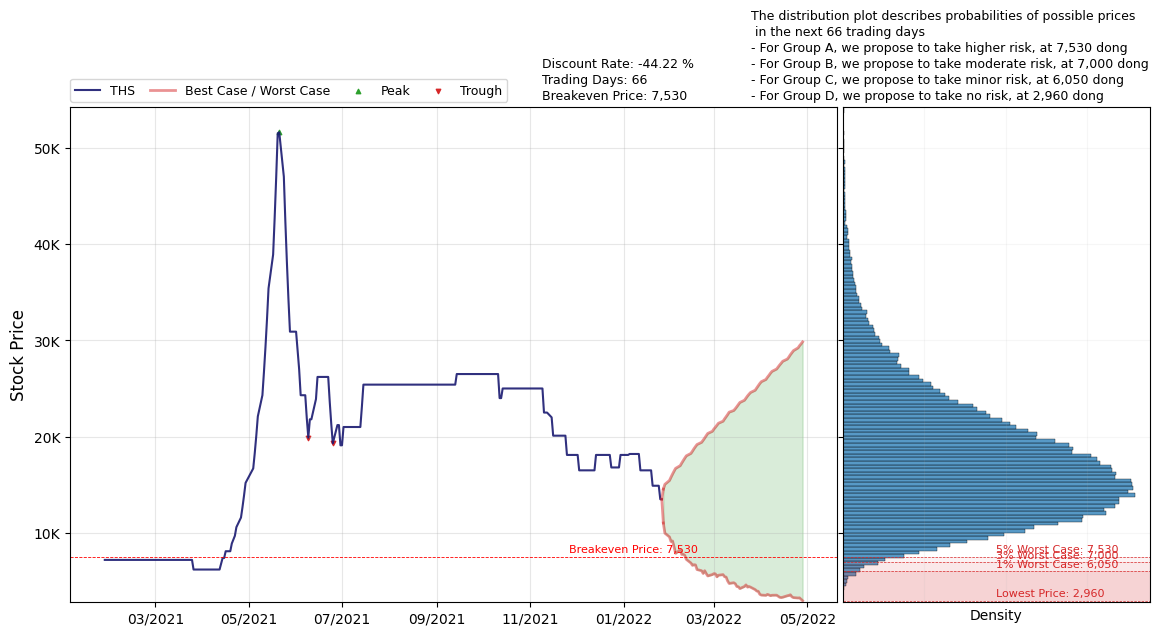 The distribution plot describes probabilities of possible prices
in the next 66 trading days
- For Group A, we propose to take higher risk, at 7,530 dong
- For Group B, we propose to take moderate risk, at 7,000 dong
- For Group C, we propose to take minor risk, at 6,050 dong
- For Group D, we propose to take no risk, at 2,960 dong
Discount Rate: -44.22 %
Trading Days: 66
Breakeven Price: 7,530
THS Best Case / Worst Case Peak Trough
Stock Price
50K
40K
30K
20K
10K
Breakeven Price: 7,530
5% Worst Case: 7,530
3% Worst Case: 7,000
1% Worst Case: 6,050
Lowest Price: 2,960
03/2021 05/2021 07/2021 09/2021 11/2021 01/2022 03/2022 05/2022
Density